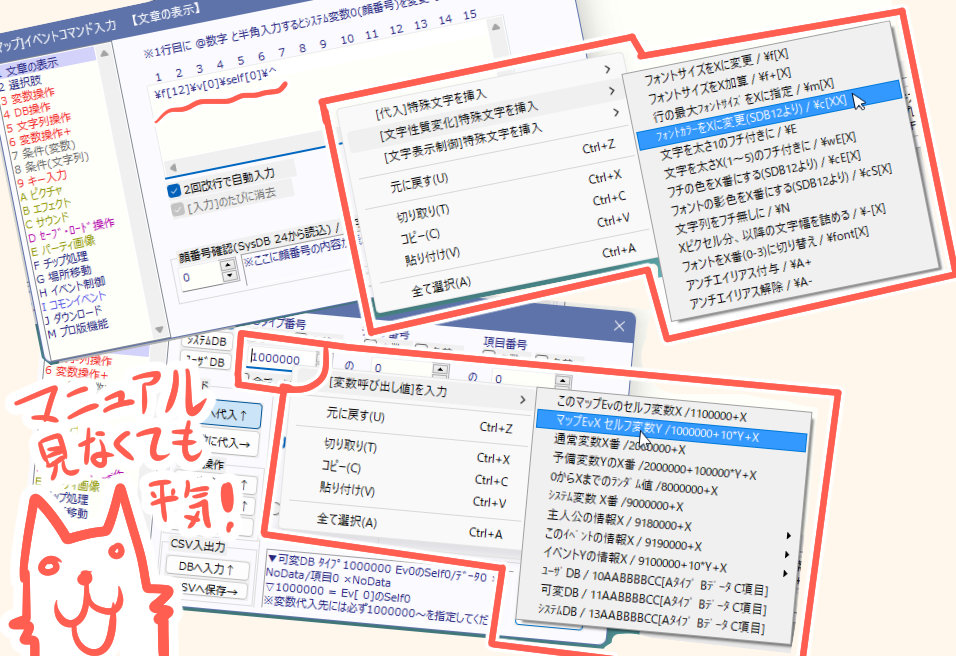 マップ]イベントコマンド入力 【文章の表示】
※1行目に @数字 と半角入力するとシステム変数0(顔番号)を変
1 2 3 4 5 6 7 8 9 10 11 12 13 14 15
¥f[12]¥v[0]¥self[0]¥^
1 文章の表示
2 選択肢
3 変数操作
4 DB操作
5 文字列操作
6 変数操作+
7 条件(変数)
8 条件(文字列)
9 キー入力
A ピクチャ
B エフェクト
C サウンド
D セーブ・ロード操作
E パーティ画像
F チップ処理
G 場所移動
H イベント制御
I コモンイベント
J ダウンロード
M プロ版機能
2回改行で自動入力
[入力]のたびに消去
顔番号確認(SysDB 24から読込) /
0
※ここに顔番号の内容が
[代入]特殊文字を挿入
[文字性質変化]特殊文字を挿入
[文字表示制御]特殊文字を挿入
元に戻す(U) Ctrl+Z
切り取り(T) Ctrl+X
コピー(C) Ctrl+C
貼り付け(V) Ctrl+V
全て選択(A) Ctrl+A
フォントサイズをXに変更 / ¥f[X]
フォントサイズをX加算 / ¥f+[X]
行の最大フォントサイズ をXに指定 / ¥m[X]
フォントカラーをXに変更(SDB12より) / ¥c[XX]
文字を太さ1のフチ付きに / ¥E
文字を太さX(1～5)のフチ付きに / ¥wE[X]
フチの色をX番にする(SDB12より) / ¥cE[X]
フォントの影色をX番にする(SDB12より) / ¥cS[X]
文字列をフチ無しに / ¥N
Xピクセル分、以降の文字幅を詰める / ¥-[X]
フォントをX番(0-3)に切り替え / ¥font[X]
アンチエイリアス付与 / ¥A+
アンチエイリアス解除 / ¥A-
タイプ番号
項目番号
システムDB
ユーザDB
1000000 の 0 の 0
[変数呼び出し値]を入力
元に戻す(U) Ctrl+Z
切り取り(T) Ctrl+X
コピー(C) Ctrl+C
貼り付け(V) Ctrl+V
全て選択(A) Ctrl+A
このマップEvのセルフ変数X /1100000+X
マップEvX セルフ変数Y /1000000+10*Y+X
通常変数X番 /2000000+X
予備変数YのX番 /2000000+100000*Y+X
0からXまでのランダム値 /8000000+X
システム変数 X番 /9000000+X
主人公の情報X / 9180000+X
このイベントの情報X / 9190000+X
イベントYの情報X / 9100000+10*Y+X
ユーザDB / 10AABBBBCC[Aタイプ Bデータ C項目]
可変DB / 11AABBBBCC[Aタイプ Bデータ C項目]
システムDB / 13AABBBBCC[Aタイプ Bデータ C項目]
6 変数操作+
へ代入↑
に代入→
操作
CSV入出力
DBへ入力↑
SVへ保存→
▼可変DB タイプ1000000 Ev0のSelf0/データ0
NoData/項目0 ×NoData
▽1000000 = Ev[ 0]のSelf0
※変数代入先には必ず1000000～を指定してくだ
マニュアル
見なくても
平気!